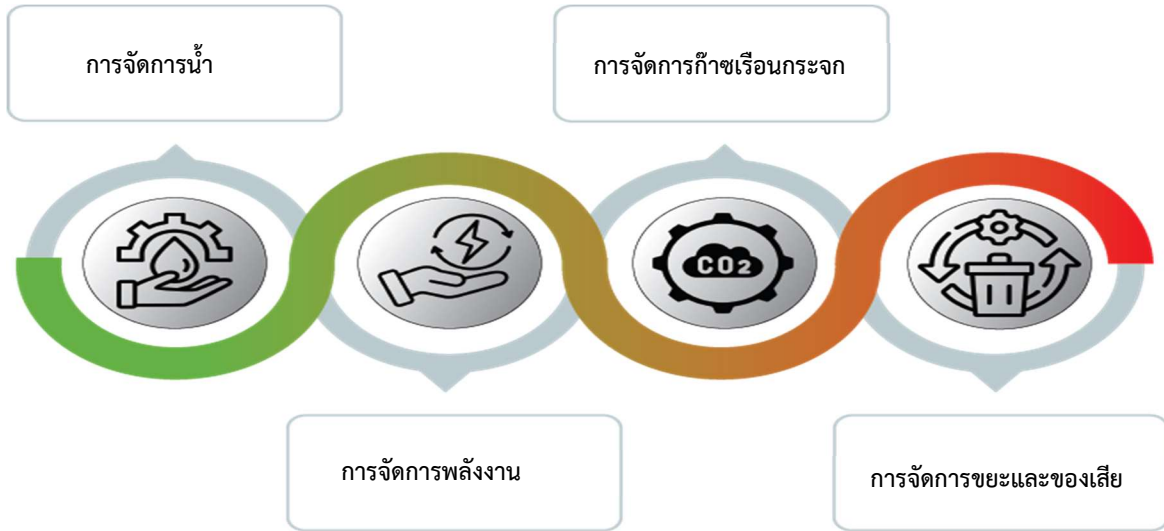 การจัดการน้ำ
การจัดการก๊าซเรือนกระจก
CO2
การจัดการพลังงาน
การจัดการขยะและของเสีย